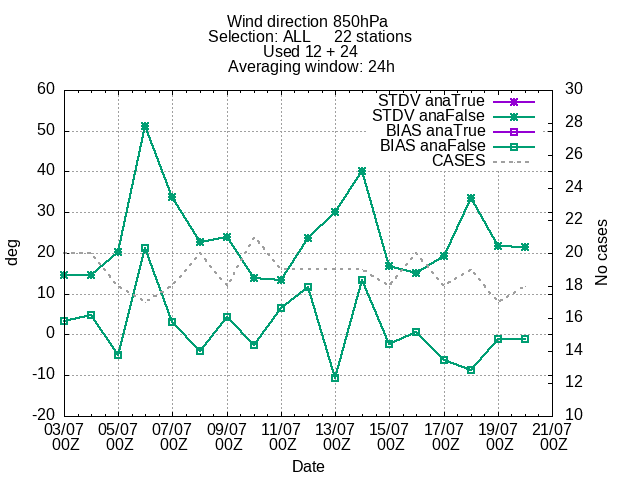 Wind direction 850hPa
Selection: ALL 22 stations
Used 12 + 24
Averaging window: 24h
STDV anaTrue
STDV anaFalse
BIAS anaTrue
BIAS anaFalse
CASES
60
50
40
30
20
10
0
-10
-20
deg
30
28
26
24
22
20
18
16
14
12
10
No cases
03/07 05/07 07/07 09/07 11/07 13/07 15/07 17/07 19/07 21/07
00Z 00Z 00Z 00Z 00Z 00Z 00Z 00Z 00Z 00Z
Date